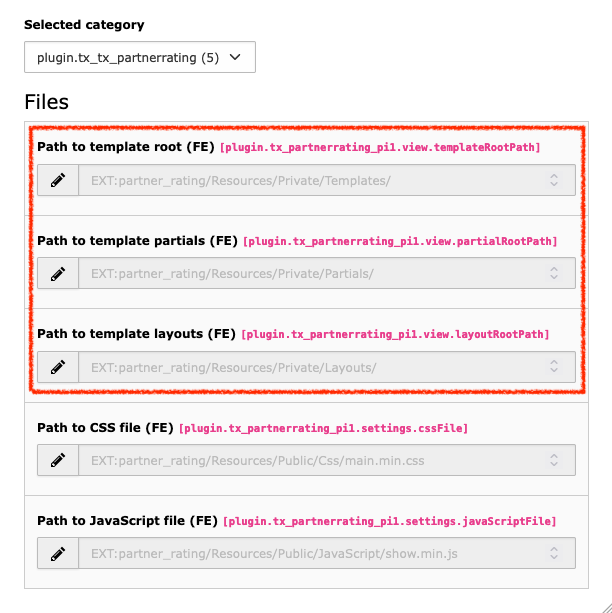 Selected category
plugin.tx_tx_partnerrating (5)
Files
Path to template root (FE) [plugin.tx_partnerrating_pi1.view.templateRootPath]
EXT:partner_rating/Resources/Private/Templates/
Path to template partials (FE) [plugin.tx_partnerrating_pi1.view.partialRootPath]
EXT:partner_rating/Resources/Private/Partials/
Path to template layouts (FE) [plugin.tx_partnerrating_pi1.view.layoutRootPath]
EXT:partner_rating/Resources/Private/Layouts/
Path to CSS file (FE) [plugin.tx_partnerrating_pi1.settings.cssFile]
EXT:partner_rating/Resources/Public/Css/main.min.css
Path to JavaScript file (FE) [plugin.tx_partnerrating_pi1.settings.javaScriptFile]
EXT:partner_rating/Resources/Public/JavaScript/show.min.js